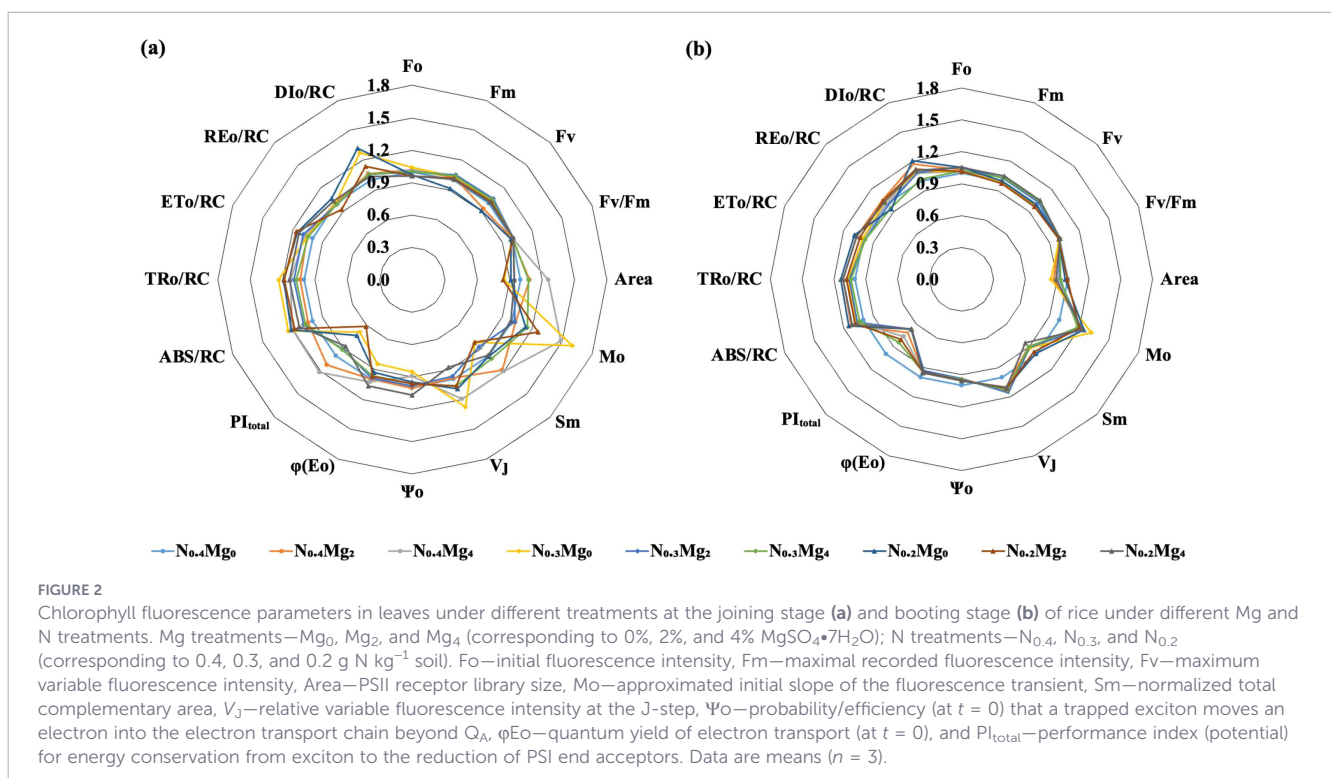 (a)
Fo
Fm
Fv
Fv/Fm
Area
Mo
Sm
VJ
Ψo
φ(Eo)
PItotal
ABS/RC
TRo/RC
ETo/RC
REo/RC
DIo/RC
1.8
1.5
1.2
0.9
0.6
0.3
0.0
(b)
Fo
Fm
Fv
Fv/Fm
Area
Mo
Sm
VJ
Ψo
φ(Eo)
PItotal
ABS/RC
TRo/RC
ETo/RC
REo/RC
DIo/RC
1.8
1.5
1.2
0.9
0.6
0.3
0.0
N0.4Mg0 N0.4Mg2 N0.4Mg4 N0.3Mg0 N0.3Mg2 N0.3Mg4 N0.2Mg0 N0.2Mg2 N0.2Mg4
FIGURE 2
Chlorophyll fluorescence parameters in leaves under different treatments at the joining stage (a) and booting stage (b) of rice under different Mg and
N treatments. Mg treatments—Mg0, Mg2, and Mg4 (corresponding to 0%, 2%, and 4% MgSO4•7H2O); N treatments—N0.4, N0.3, and N0.2
(corresponding to 0.4, 0.3, and 0.2 g N kg−1 soil). Fo—initial fluorescence intensity, Fm—maximal recorded fluorescence intensity, Fv—maximum
variable fluorescence intensity, Area—PSII receptor library size, Mo—approximated initial slope of the fluorescence transient, Sm—normalized total
complementary area, VJ—relative variable fluorescence intensity at the J-step, Ψo—probability/efficiency (at t = 0) that a trapped exciton moves an
electron into the electron transport chain beyond QA, φEo—quantum yield of electron transport (at t = 0), and PItotal—performance index (potential)
for energy conservation from exciton to the reduction of PSI end acceptors. Data are means (n = 3).